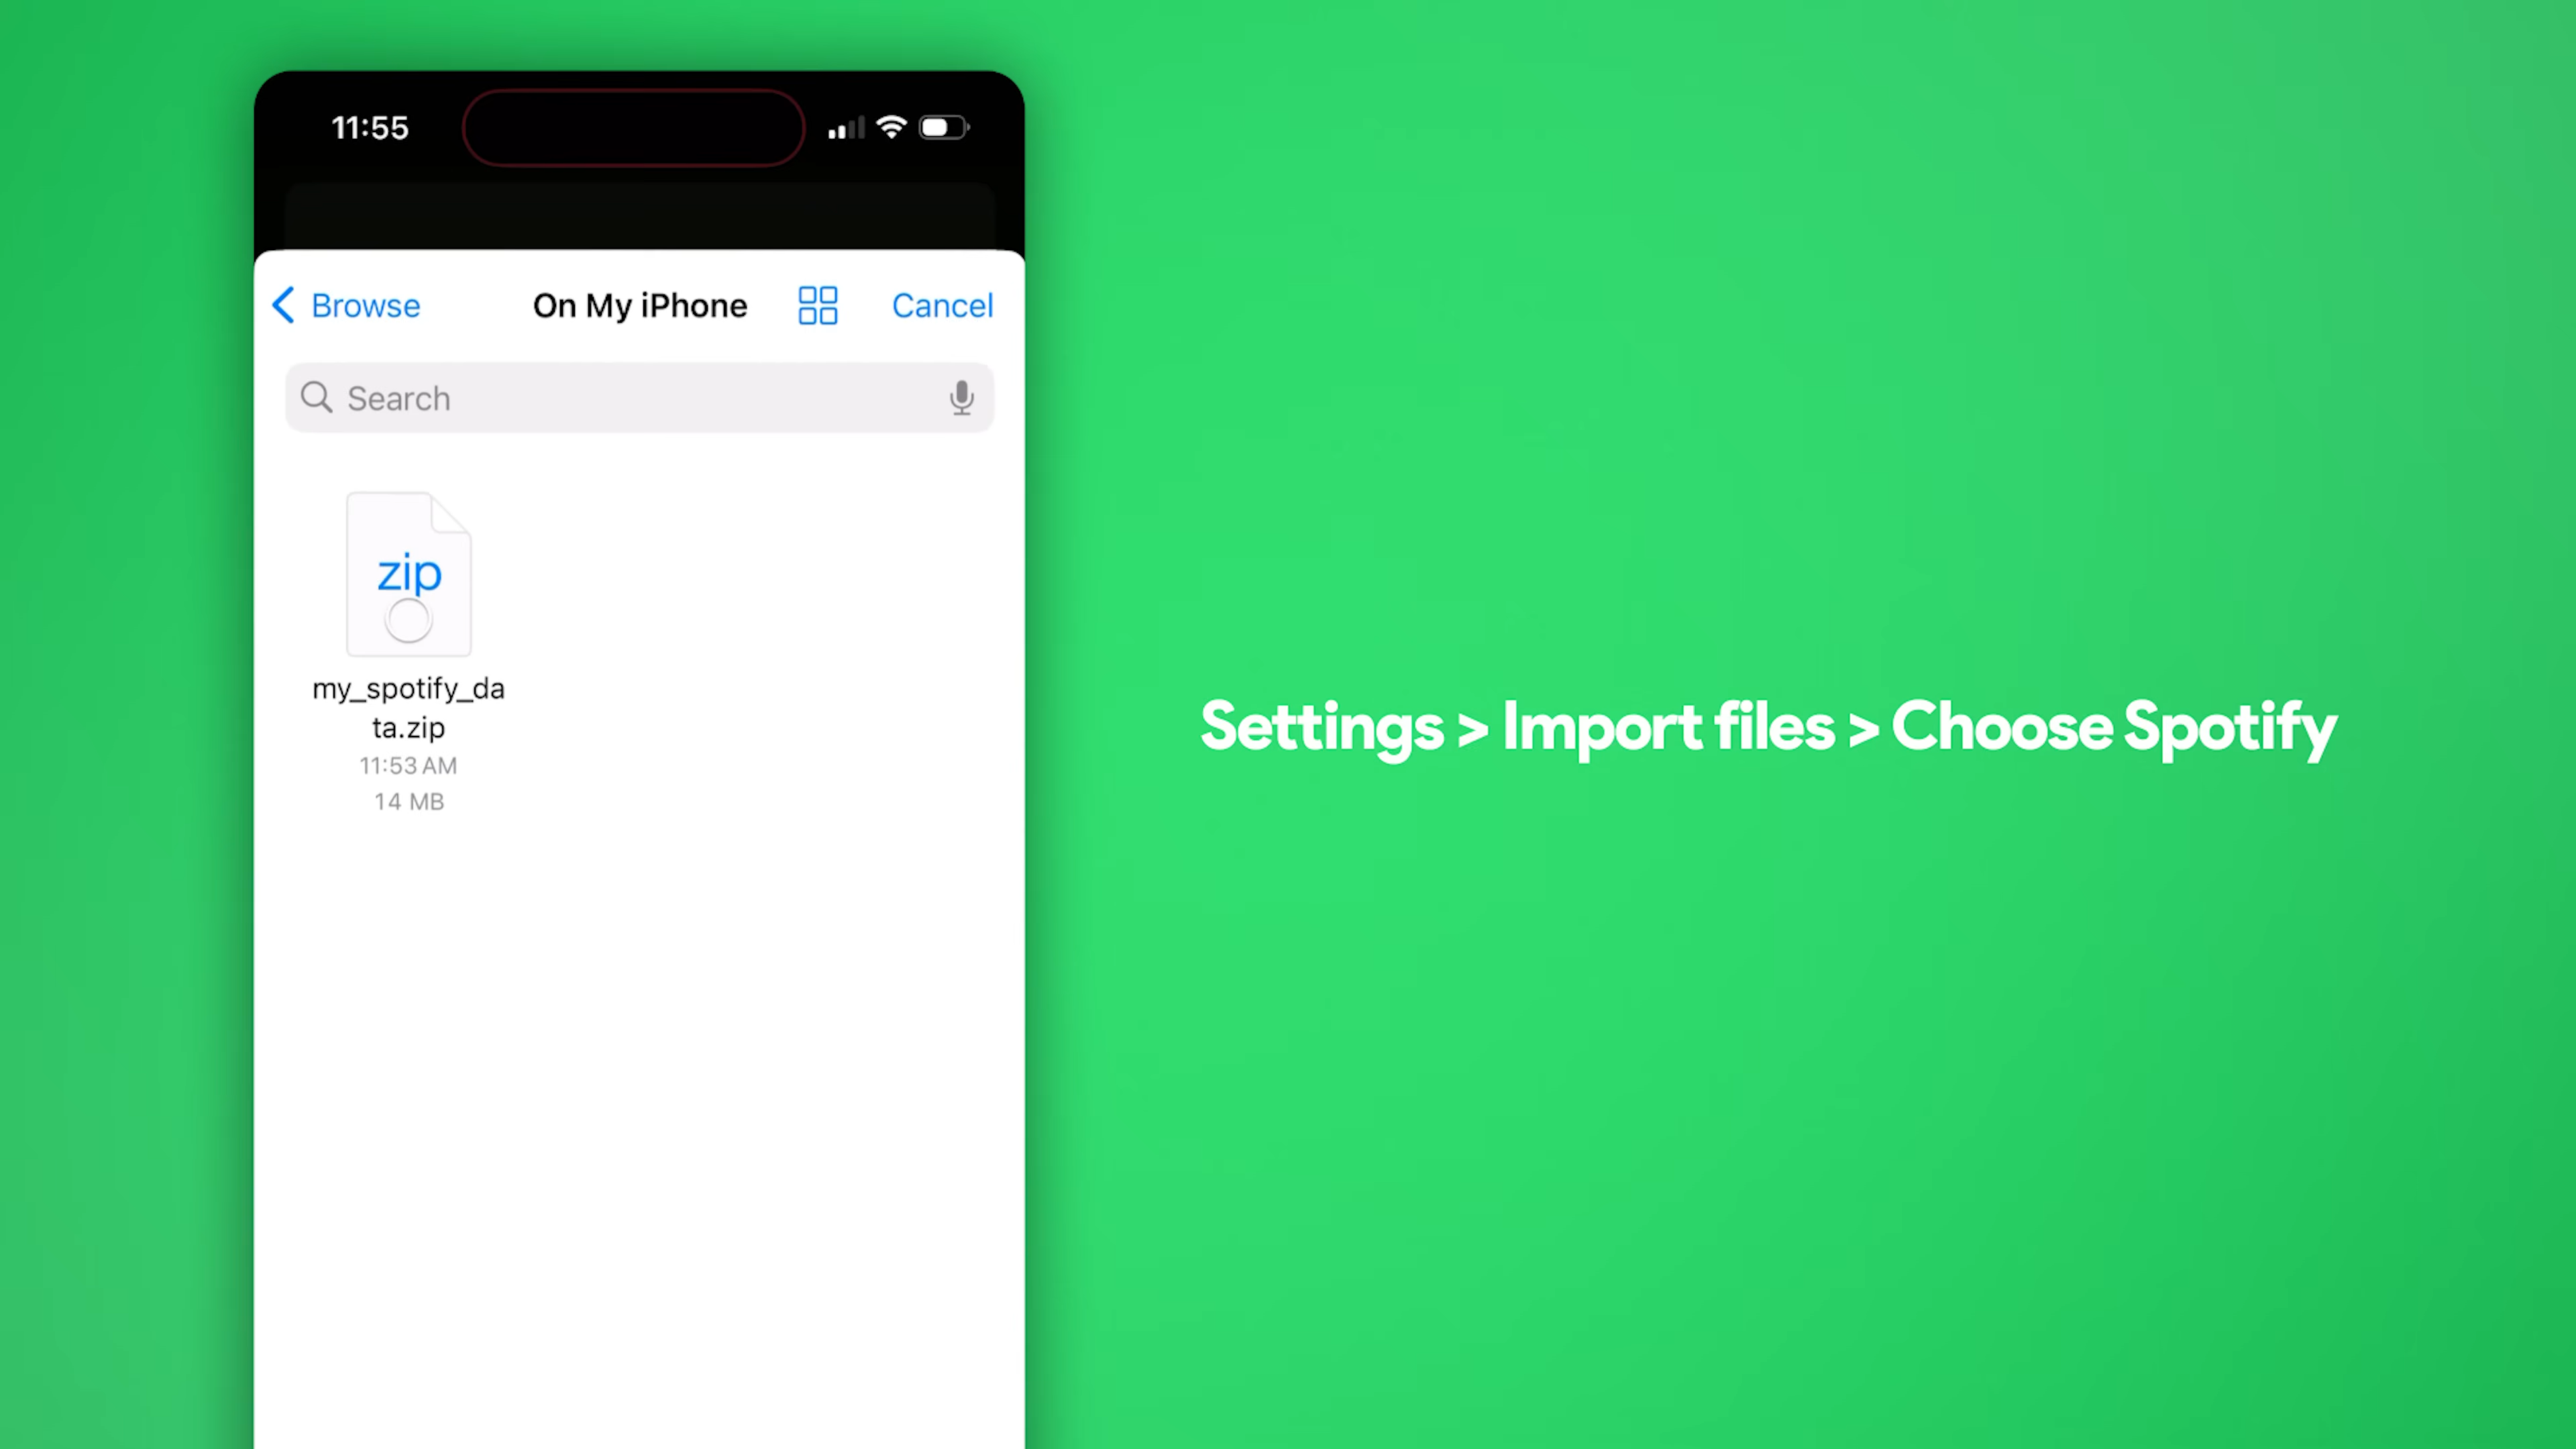 11:55
Browse
On My iPhone
Cancel
Search
zip
my_spotify_da
ta.zip
11:53 AM
14 MB
Settings > Import files > Choose Spotify